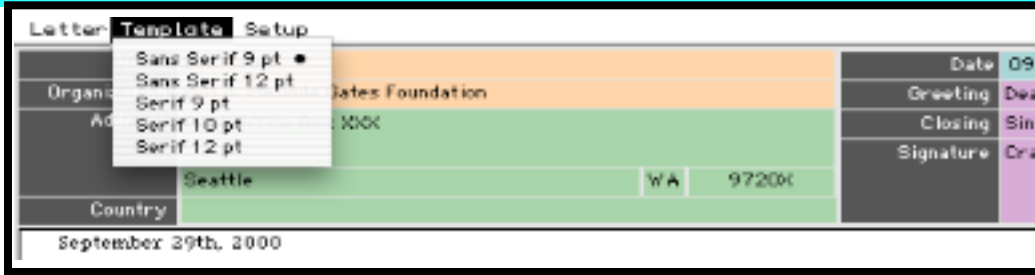 Letter Template Setup
Sans Serif 9 pt •
Sans Serif 12 pt
Serif 9 pt
Serif 10 pt
Serif 12 pt
Date 09
Gates Foundation
Greeting Dea
XXX
Closing Sin
Signature Cra
Seattle WA 9720X
Country
September 29th, 2000